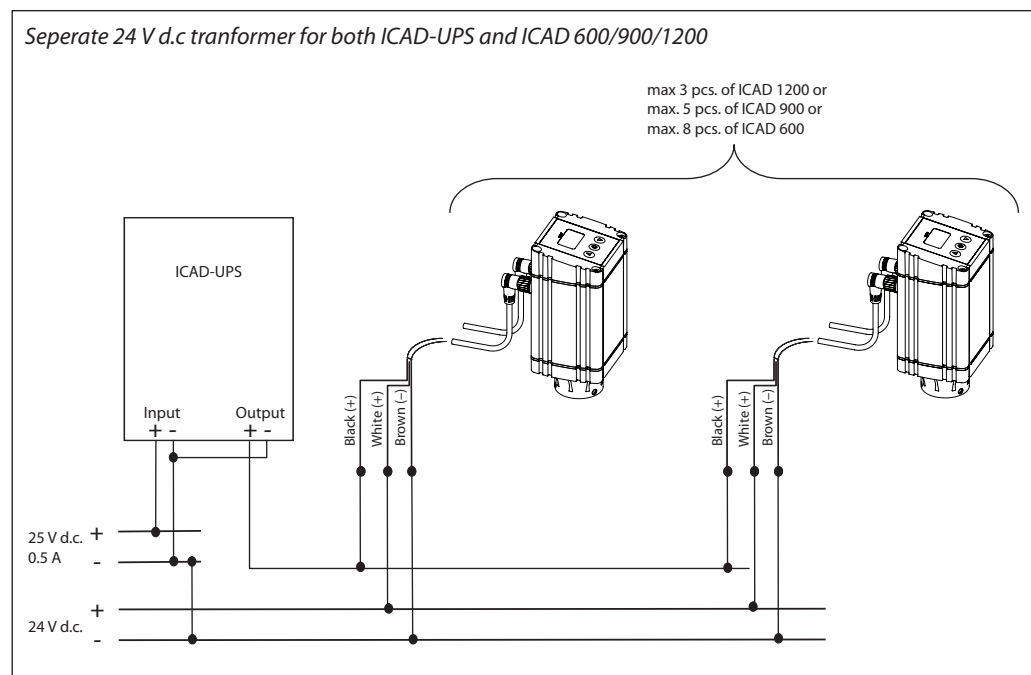 Seperate 24 V d.c tranformer for both ICAD-UPS and ICAD 600/900/1200
max 3 pcs. of ICAD 1200 or
max. 5 pcs. of ICAD 900 or
max. 8 pcs. of ICAD 600
ICAD-UPS
Input Output
+ - + -
Black (+)
White (+)
Brown (–)
Black (+)
White (+)
Brown (–)
25 V d.c. +
0.5 A -
+
24 V d.c.
-